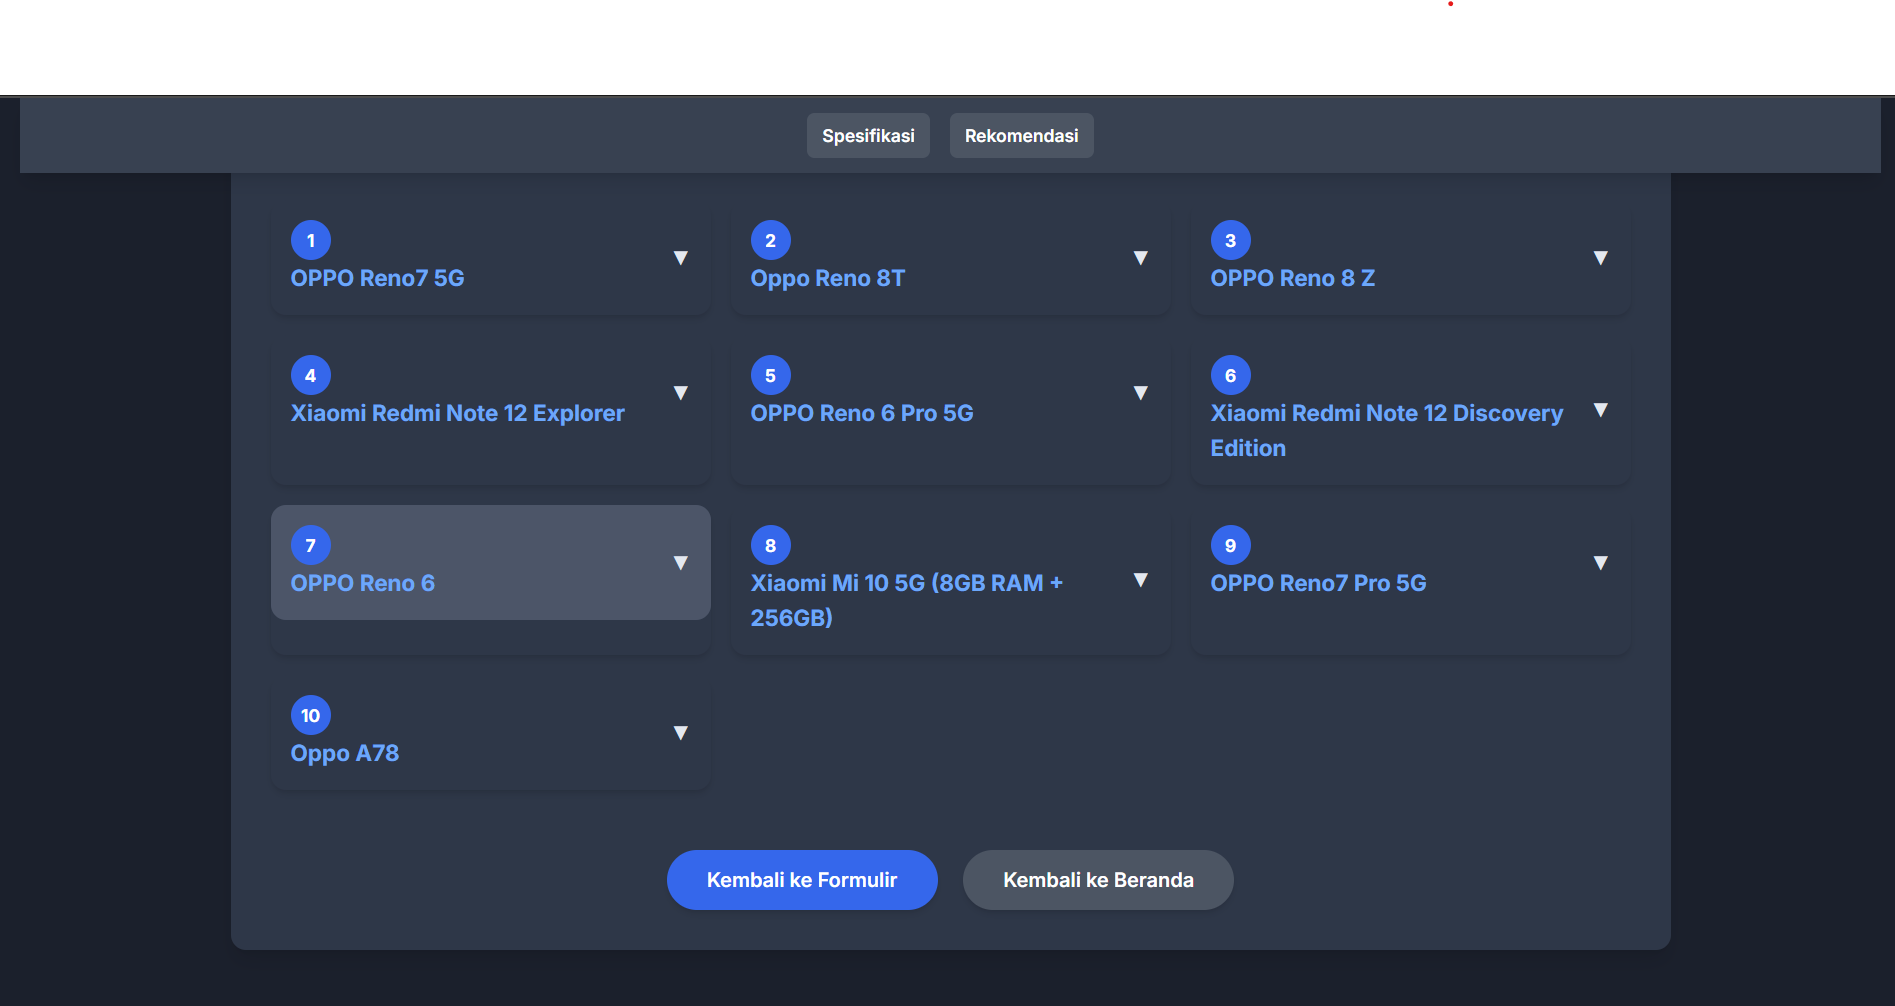 Spesifikasi
Rekomendasi
1
OPPO Reno7 5G
▼
2
Oppo Reno 8T
▼
3
OPPO Reno 8 Z
▼
4
Xiaomi Redmi Note 12 Explorer
▼
5
OPPO Reno 6 Pro 5G
▼
6
Xiaomi Redmi Note 12 Discovery
Edition
▼
7
OPPO Reno 6
▼
8
Xiaomi Mi 10 5G (8GB RAM +
256GB)
▼
9
OPPO Reno7 Pro 5G
▼
10
Oppo A78
▼
Kembali ke Formulir
Kembali ke Beranda